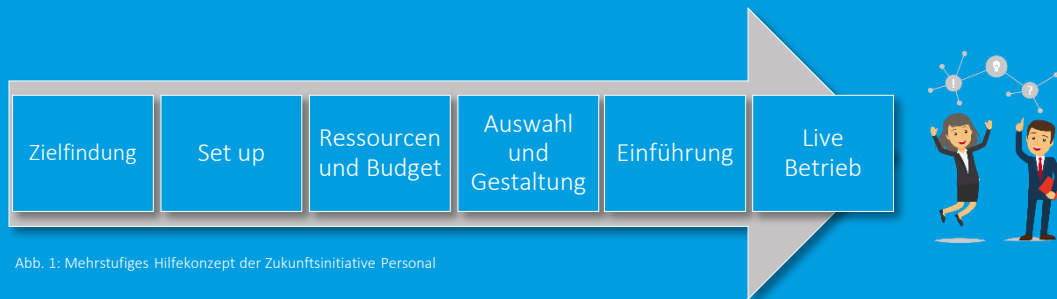 Zielfindung
Set up
Ressourcen
und Budget
Auswahl
und
Gestaltung
Einführung
Live
Betrieb
!
?
Abb. 1: Mehrstufiges Hilfekonzept der Zukunftsinitiative Personal